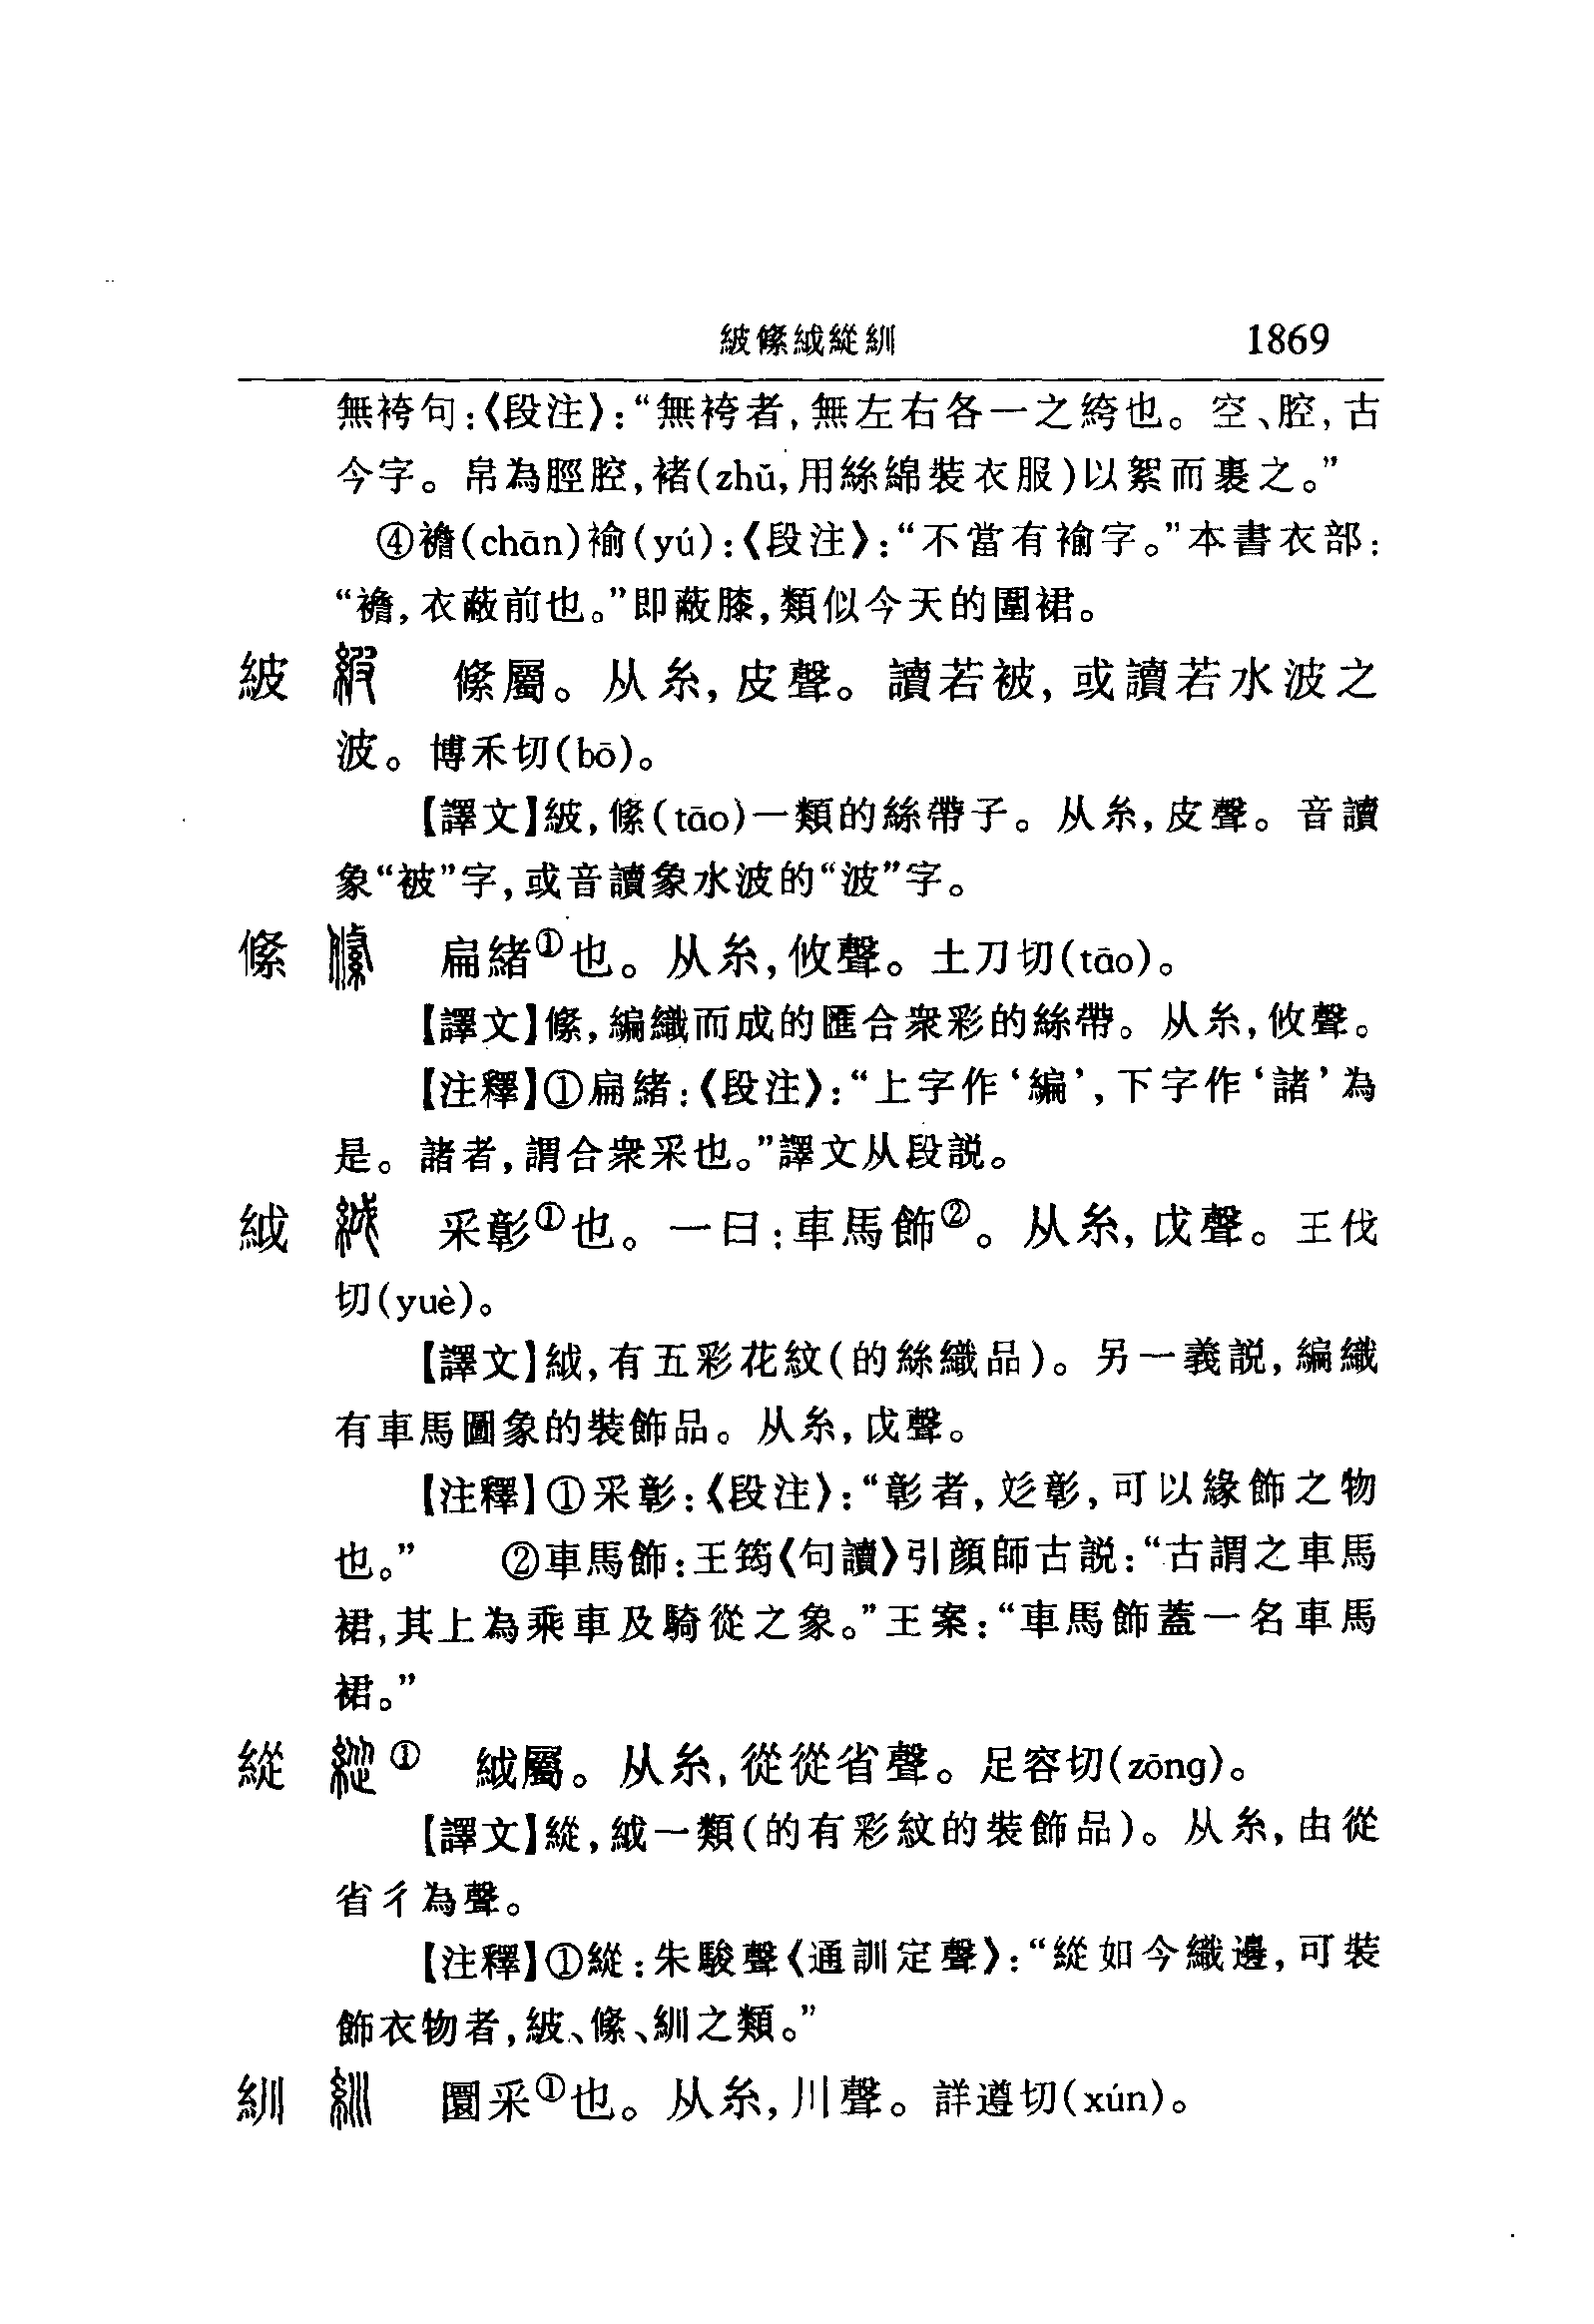 紴絛絨縱紃 1869
無袴句:《段注》:“無袴者,無左右各一之絝也。空、腔,古
今字。帛為脛腔,褚(zhǔ,用絲綿裝衣服)以絮而裹之。”
④襜(chān)褕(yú):《段注》:“不當有褕字。”本書衣部:
“襜,衣蔽前也。”即蔽膝,類似今天的圍裙。
紴 紴 絛屬。从糸,皮聲。讀若被,或讀若水波之
波。博禾切(bō)。
【譯文】紴,絛(tāo)一類的絲帶子。从糸,皮聲。音讀
象“被”字,或音讀象水波的“波”字。
絛 絛 扁緒①也。从糸,攸聲。土刀切(tāo)。
【譯文】絛,編織而成的匯合衆彩的絲帶。从糸,攸聲。
【注釋】①扁緒:《段注》:“上字作‘編’,下字作‘諸’為
是。諸者,謂合衆采也。”譯文从段説。
䋐 䋐 采彰①也。一曰:車馬飾②。从糸,戉聲。王伐
切(yuè)。
【譯文】䋐,有五彩花紋(的絲織品)。另一義説,編織
有車馬圖象的裝飾品。从糸,戉聲。
【注釋】①采彰:《段注》:“彰者,彣彰,可以緣飾之物
也。” ②車馬飾:王筠《句讀》引顔師古説:“古謂之車馬
裙,其上為乘車及騎從之象。”王案:“車馬飾蓋一名車馬
裙。”
縱 縱① 䋐屬。从糸,從從省聲。足容切(zōng)。
【譯文】縱,䋐一類(的有彩紋的裝飾品)。从糸,由從
省彳為聲。
【注釋】①縱:朱駿聲《通訓定聲》:“縱如今織邊,可裝
飾衣物者,紴、絛、紃之類。”
紃 紃 圜采①也。从糸,川聲。詳遵切(xún)。